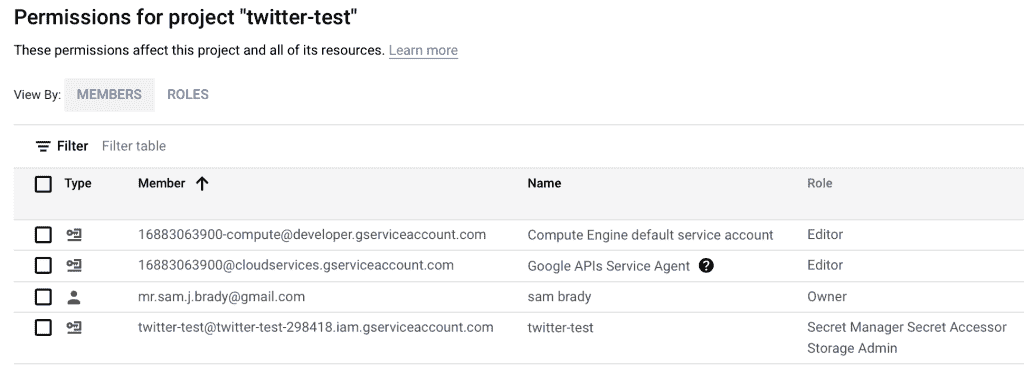 Permissions for project "twitter-test"
These permissions affect this project and all of its resources. Learn more
View By: MEMBERS ROLES
Filter Filter table
Type Member Name Role
16883063900-compute@developer.gserviceaccount.com Compute Engine default service account Editor
16883063900@cloudservices.gserviceaccount.com Google APIs Service Agent ? Editor
mr.sam.j.brady@gmail.com sam brady Owner
twitter-test@twitter-test-298418.iam.gserviceaccount.com twitter-test Secret Manager Secret Accessor
Storage Admin